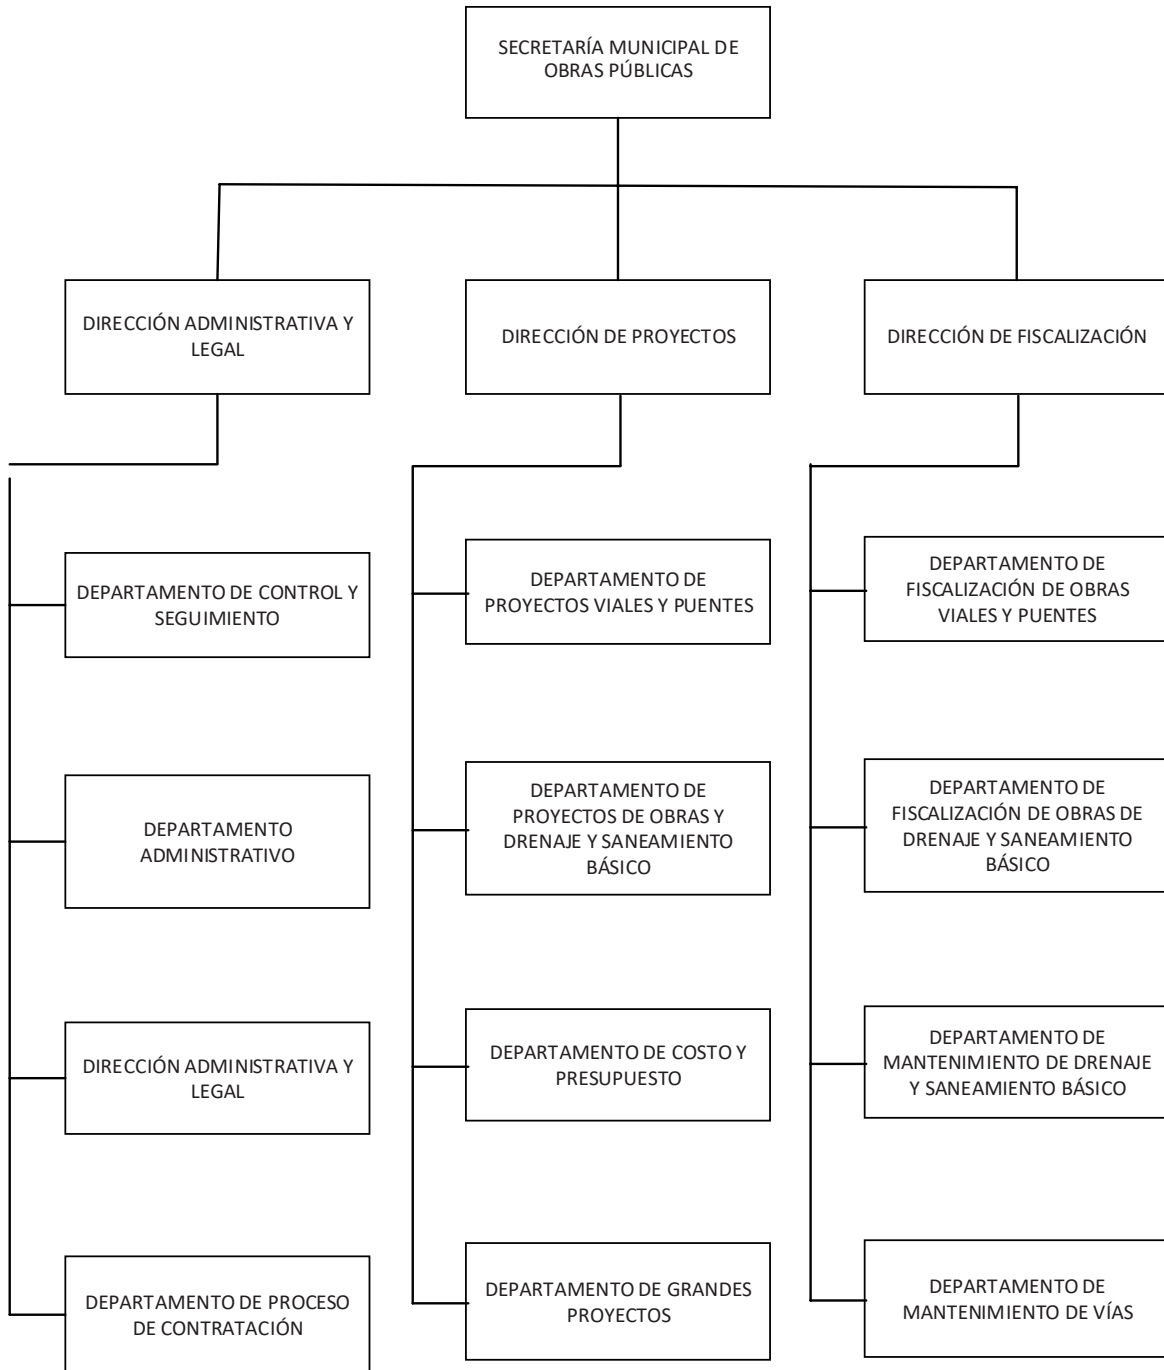 SECRETARÍA MUNICIPAL DE
OBRAS PÚBLICAS
DIRECCIÓN ADMINISTRATIVA Y
LEGAL
DIRECCIÓN DE PROYECTOS
DIRECCIÓN DE FISCALIZACIÓN
DEPARTAMENTO DE CONTROL Y
SEGUIMIENTO
DEPARTAMENTO DE
PROYECTOS VIALES Y PUENTES
DEPARTAMENTO DE
FISCALIZACIÓN DE OBRAS
VIALES Y PUENTES
DEPARTAMENTO
ADMINISTRATIVO
DEPARTAMENTO DE
PROYECTOS DE OBRAS Y
DRENAJE Y SANEAMIENTO
BÁSICO
DEPARTAMENTO DE
FISCALIZACIÓN DE OBRAS DE
DRENAJE Y SANEAMIENTO
BÁSICO
DIRECCIÓN ADMINISTRATIVA Y
LEGAL
DEPARTAMENTO DE COSTO Y
PRESUPUESTO
DEPARTAMENTO DE
MANTENIMIENTO DE DRENAJE
Y SANEAMIENTO BÁSICO
DEPARTAMENTO DE PROCESO
DE CONTRATACIÓN
DEPARTAMENTO DE GRANDES
PROYECTOS
DEPARTAMENTO DE
MANTENIMIENTO DE VÍAS